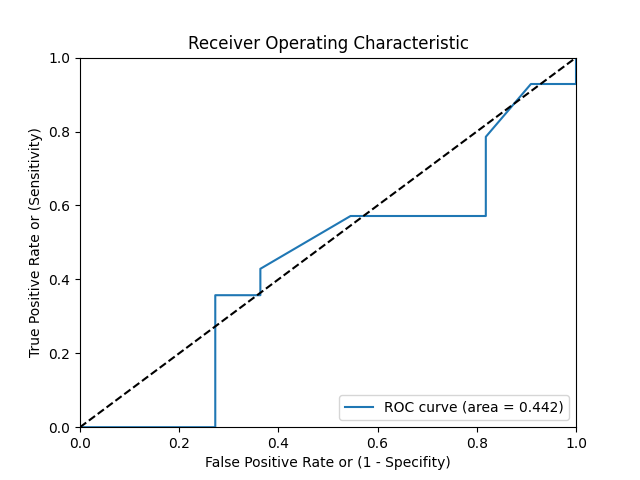 Receiver Operating Characteristic
True Positive Rate or (Sensitivity)
1.0
0.8
0.6
0.4
0.2
0.0
ROC curve (area = 0.442)
0.0 0.2 0.4 0.6 0.8 1.0
False Positive Rate or (1 - Specifity)